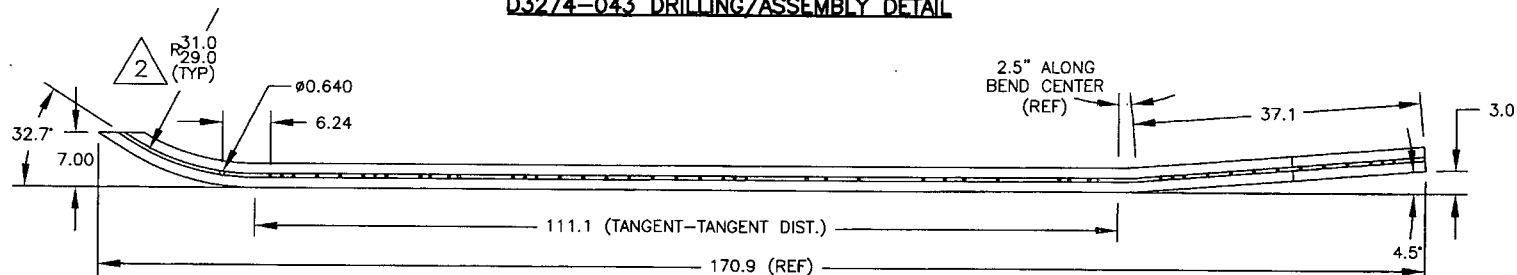 D3274-043 DRILLING/ASSEMBLY DETAIL
2
R31.0
29.0
(TYP)
ø0.640
6.24
32.7°
7.00
2.5" ALONG
BEND CENTER
(REF)
37.1
3.0
111.1 (TANGENT-TANGENT DIST.)
4.5°
170.9 (REF)